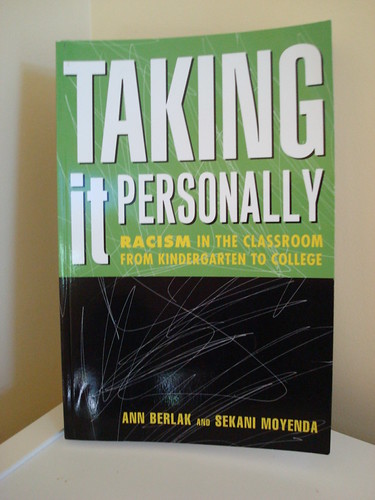 TAKING
it PERSONALLY
RACISM IN THE CLASSROOM
FROM KINDERGARTEN TO COLLEGE
ANN BERLAK AND SEKANI MOYENDA